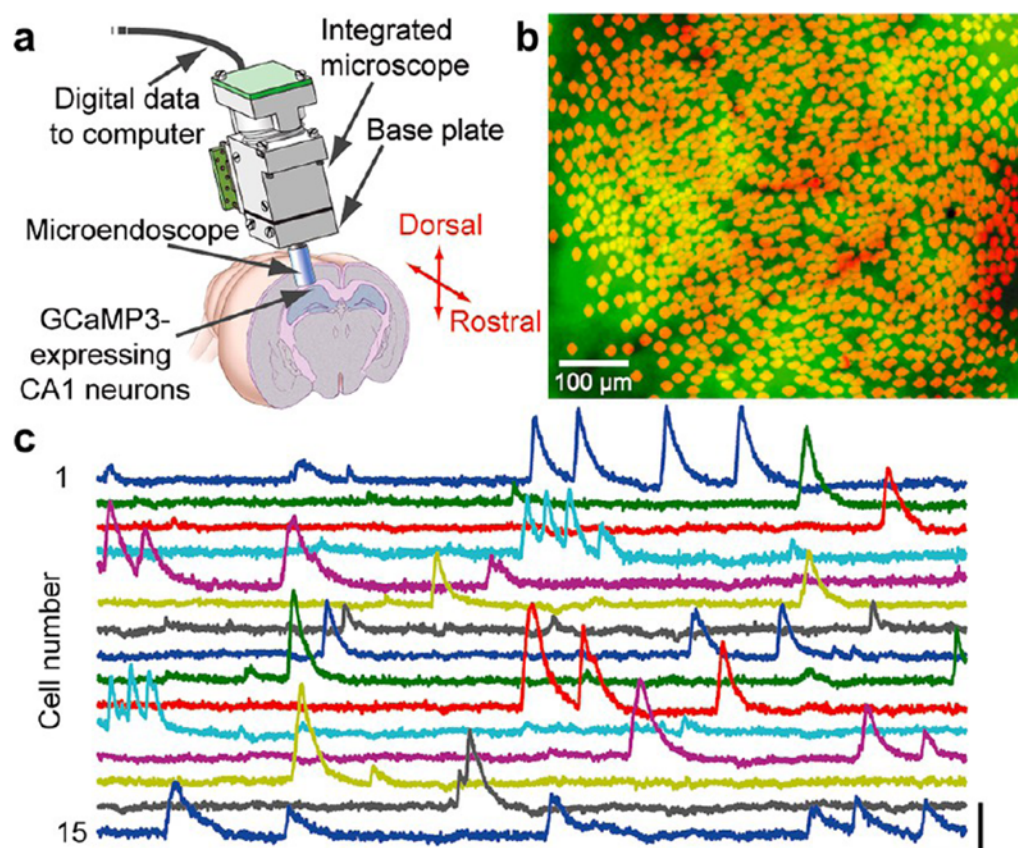 a
Integrated
microscope
Digital data
to computer
Base plate
Microendoscope
Dorsal
Rostral
GCaMP3-
expressing
CA1 neurons
b
100 µm
c
1
Cell number
15